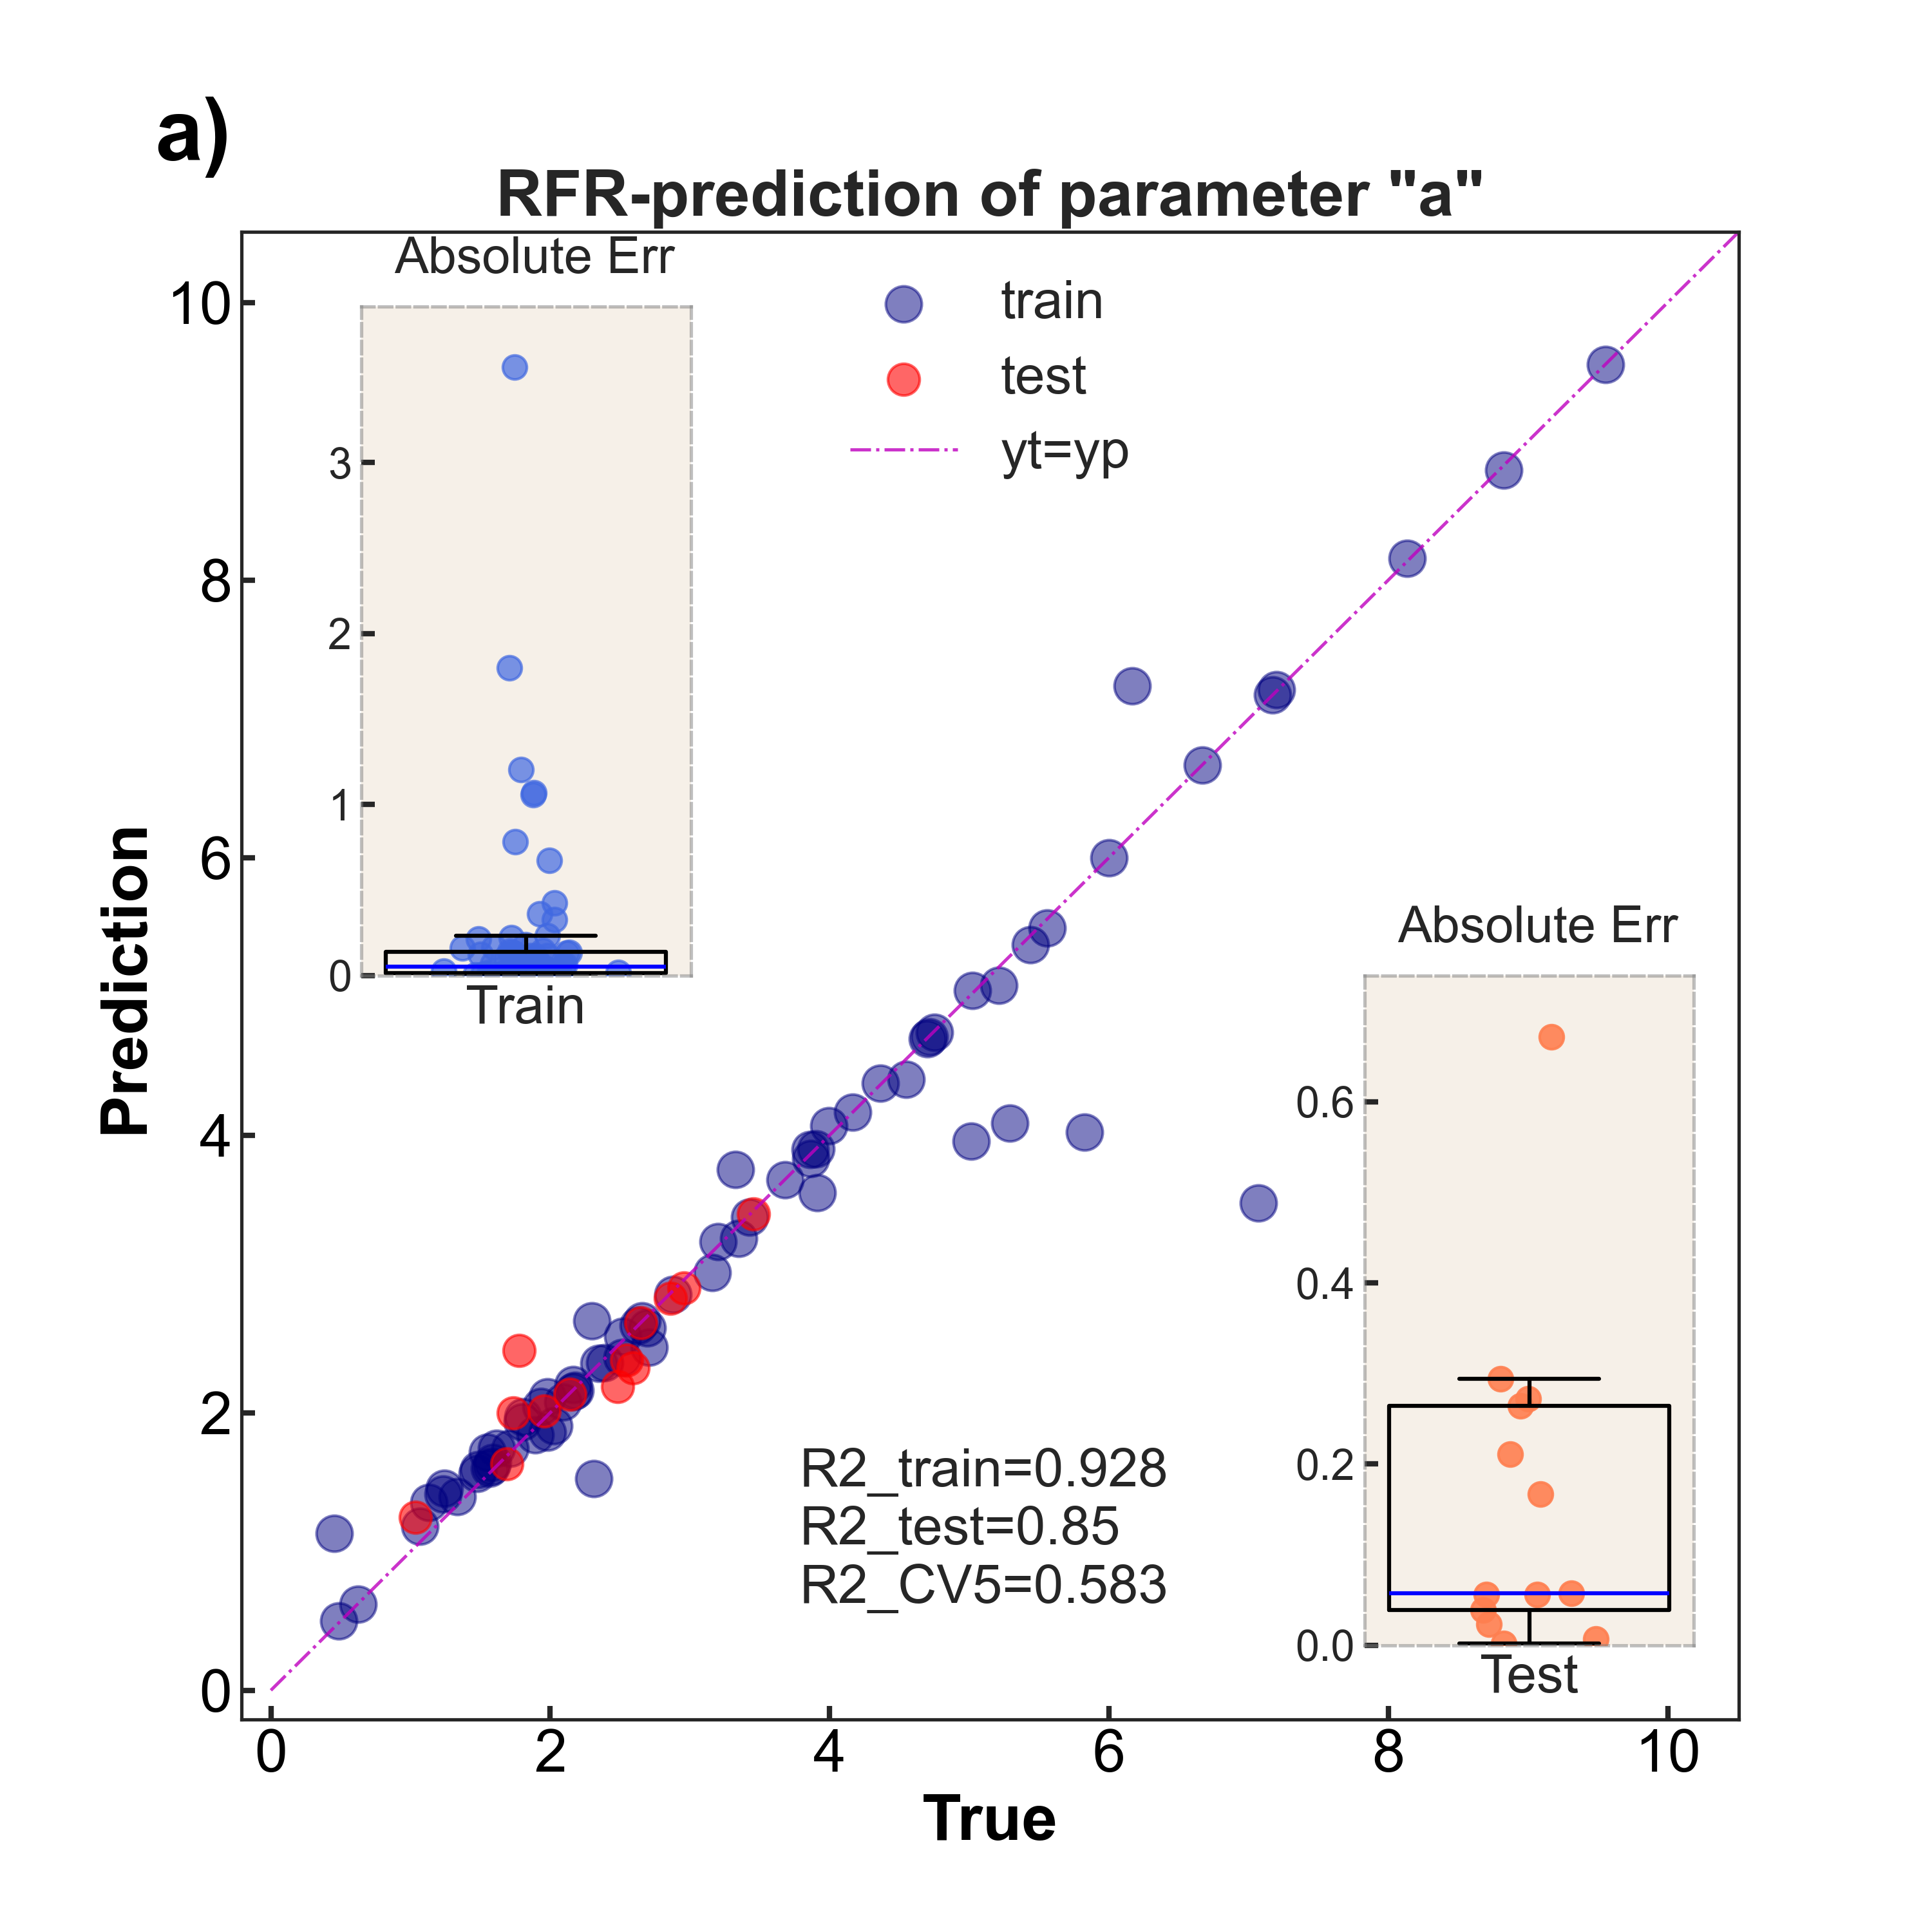 a)
RFR-prediction of parameter "a"
Absolute Err
train
test
yt=yp
3
2
1
0
Train
10
8
6
4
2
0
Prediction
Absolute Err
0.6
0.4
0.2
0.0
Test
R2_train=0.928
R2_test=0.85
R2_CV5=0.583
0 2 4 6 8 10
True